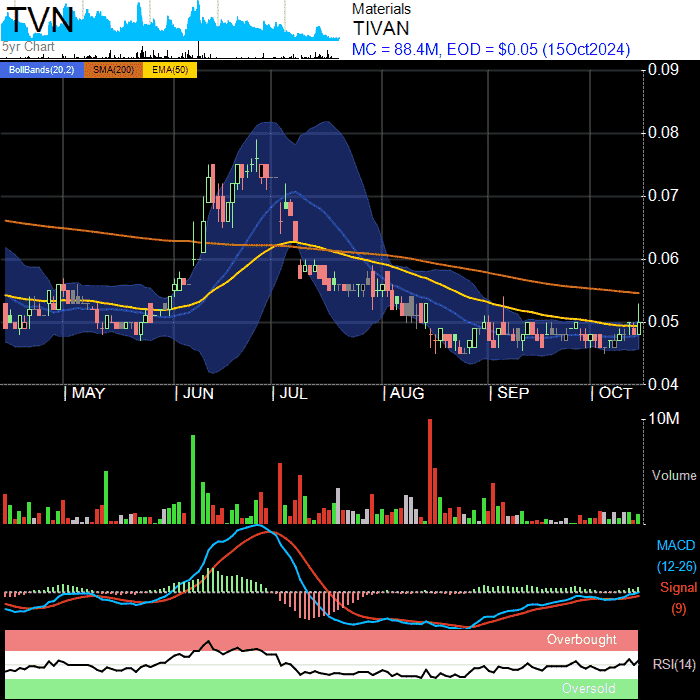 TVN
5yr Chart
Materials
TIVAN
MC = 88.4M, EOD = $0.05 (15Oct2024)
BollBands(20,2) SMA(200) EMA(50)
0.09
0.08
0.07
0.06
0.05
0.04
| MAY | JUN | JUL | AUG | SEP | OCT
10M
Volume
MACD
(12-26)
Signal
(9)
Overbought
RSI(14)
Oversold